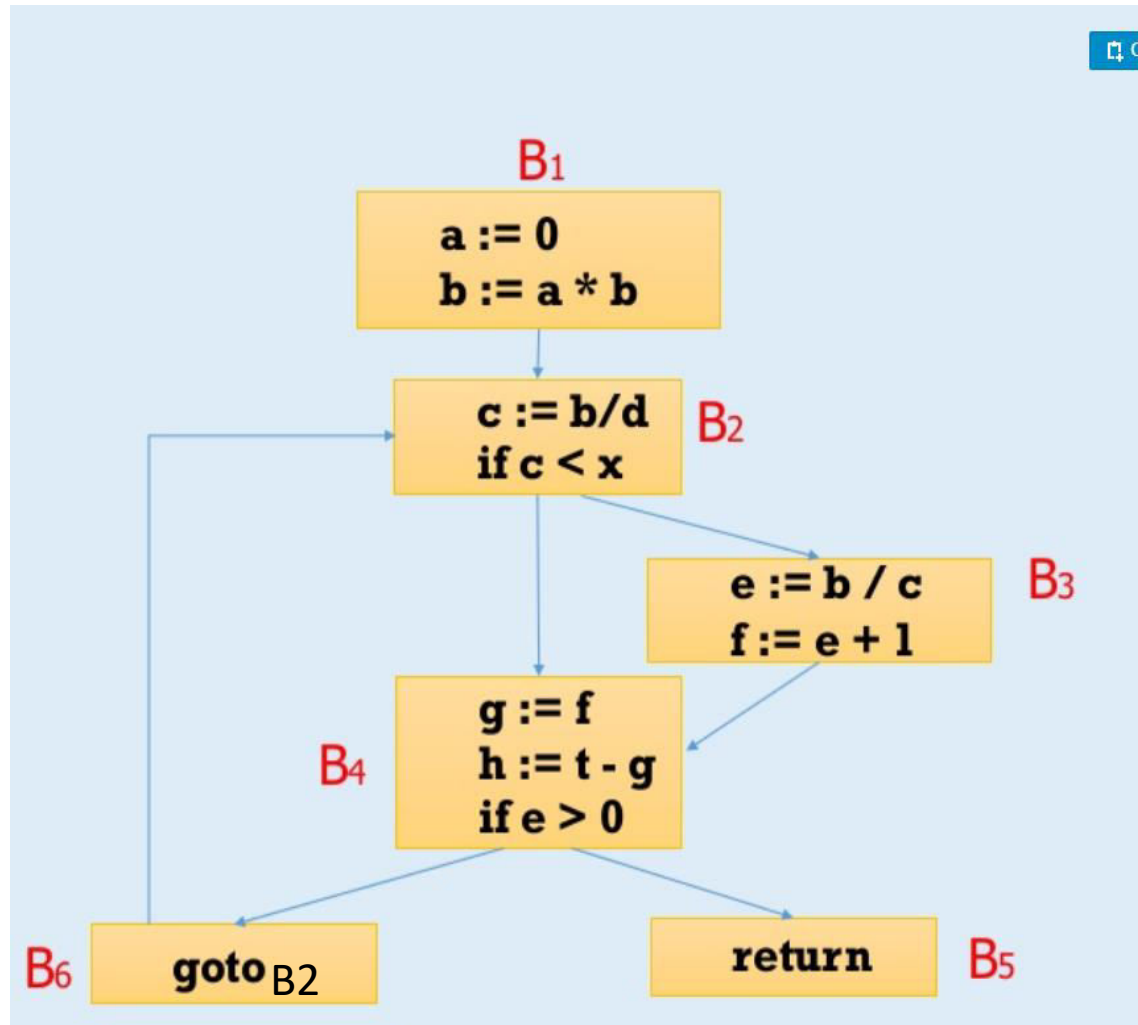 B1
a := 0
b := a * b
c := b/d
if c < x
B2
e := b / c
f := e + 1
B3
g := f
h := t - g
if e > 0
B4
B6
goto B2
return
B5